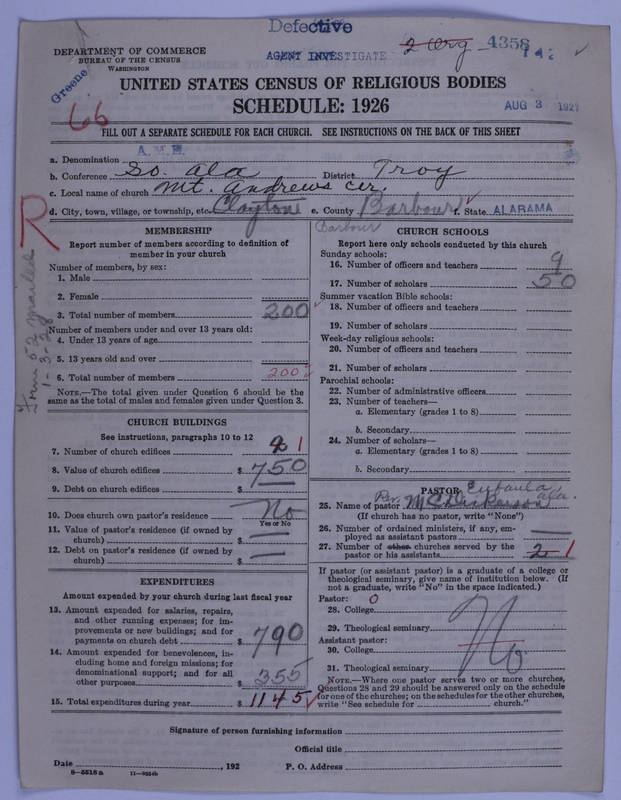 Defective
DEPARTMENT OF COMMERCE
BUREAU OF THE CENSUS
WASHINGTON
AGENT INVESTIGATE
2 Org 4358
Greene
UNITED STATES CENSUS OF RELIGIOUS BODIES
SCHEDULE: 1926
66
AUG 3 1927
FILL OUT A SEPARATE SCHEDULE FOR EACH CHURCH. SEE INSTRUCTIONS ON THE BACK OF THIS SHEET
a. Denomination A. M. E.
b. Conference So. Ala District Troy
c. Local name of church Mt. Andrews Cir.
d. City, town, village, or township, etc. Clayton e. County Barbour f. State ALABAMA
Barbour
R
Form 52 mailed
1-3-28
MEMBERSHIP
Report number of members according to definition of
member in your church
Number of members, by sex:
1. Male
2. Female
3. Total number of members 200
Number of members under and over 13 years old:
4. Under 13 years of age
5. 13 years old and over
6. Total number of members 200
NOTE.—The total given under Question 6 should be
same as the total of males and females given under Question 3.
CHURCH BUILDINGS
See instructions, paragraphs 10 to 12
7. Number of church edifices 2 1
8. Value of church edifices $ 750
9. Debt on church edifices $
10. Does church own pastor's residence No
Yes or No
11. Value of pastor's residence (if owned by
church) $
12. Debt on pastor's residence (if owned by
church) $
EXPENDITURES
Amount expended by your church during last fiscal year
13. Amount expended for salaries, repairs,
and other running expenses; for im-
provements or new buildings; and for
payments on church debt $ 790
14. Amount expended for benevolences, in-
cluding home and foreign missions; for
denominational support; and for all
other purposes $ 355
15. Total expenditures during year $ 1145
CHURCH SCHOOLS
Report here only schools conducted by this church
Sunday schools:
16. Number of officers and teachers 9
17. Number of scholars 50
Summer vacation Bible schools:
18. Number of officers and teachers
19. Number of scholars
Week-day religious schools:
20. Number of officers and teachers
21. Number of scholars
Parochial schools:
22. Number of administrative officers
23. Number of teachers—
a. Elementary (grades 1 to 8)
b. Secondary
24. Number of scholars—
a. Elementary (grades 1 to 8)
b. Secondary
PASTOR Eufaula
Ala.
25. Name of pastor Rev. M C Dickerson
(If church has no pastor, write "None")
26. Number of ordained ministers, if any, em-
ployed as assistant pastors
27. Number of other churches served by the
pastor or his assistants 2 1
If pastor (or assistant pastor) is a graduate of a college or
theological seminary, give name of institution below. (If
not a graduate, write "No" in the space indicated.)
Pastor: 0
28. College
29. Theological seminary No
Assistant pastor:
30. College
31. Theological seminary
NOTE.—Where one pastor serves two or more churches,
Questions 28 and 29 should be answered only on the schedule
for one of the churches; on the schedules for the other churches,
write "See schedule for church."
Signature of person furnishing information
Official title
Date , 192 P. O. Address
8—5518a 11—9554b